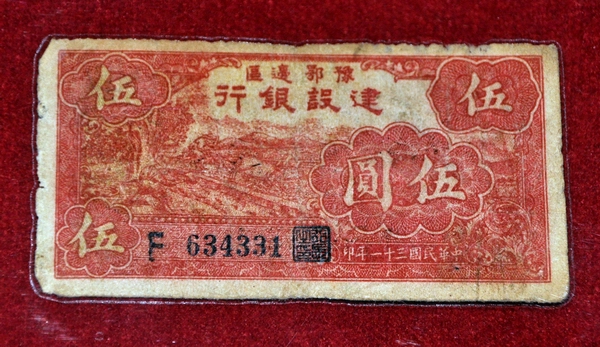 豫鄂邊區
建設銀行
伍
伍
伍圓
伍
F 634331
中華民國三十一年印